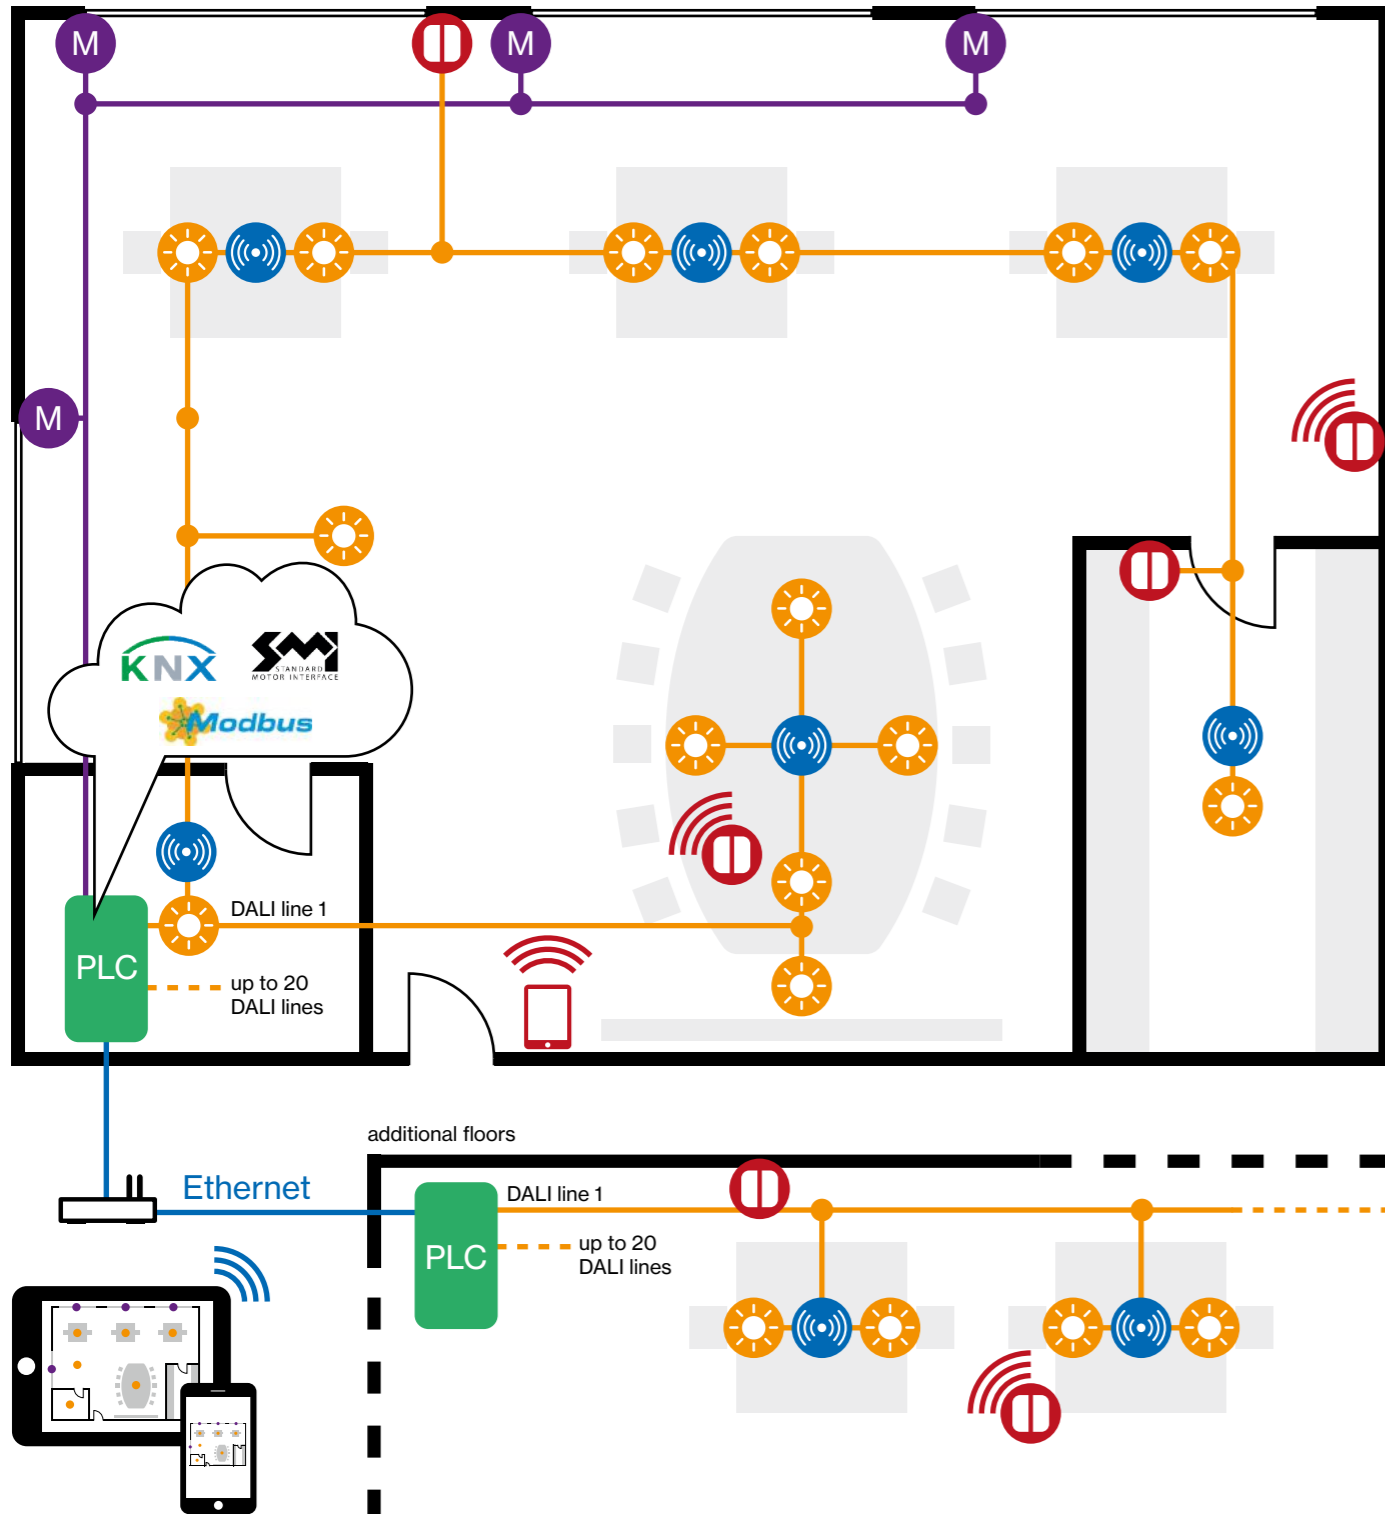 M
M
M
M
KNX
SMI
STANDARD
MOTOR INTERFACE
Modbus
DALI line 1
PLC
up to 20
DALI lines
additional floors
Ethernet
DALI line 1
PLC
up to 20
DALI lines